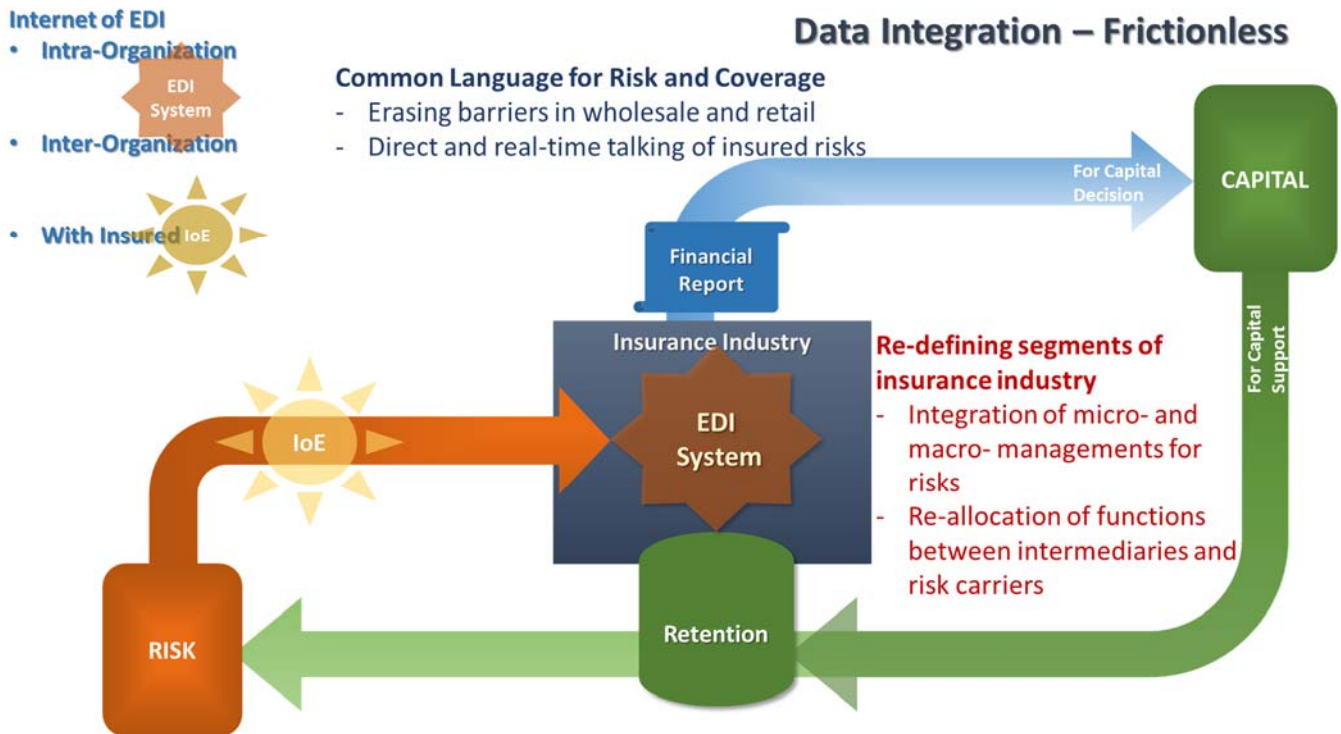 Internet of EDI
• Intra-Organization
EDI
System
• Inter-Organization
• With Insured
IoE
Data Integration – Frictionless
Common Language for Risk and Coverage
- Erasing barriers in wholesale and retail
- Direct and real-time talking of insured risks
For Capital
Decision
CAPITAL
Financial
Report
For Capital
Support
Insurance Industry
EDI
System
Re-defining segments of
insurance industry
- Integration of micro- and
macro- managements for
risks
- Re-allocation of functions
between intermediaries and
risk carriers
IoE
RISK
Retention